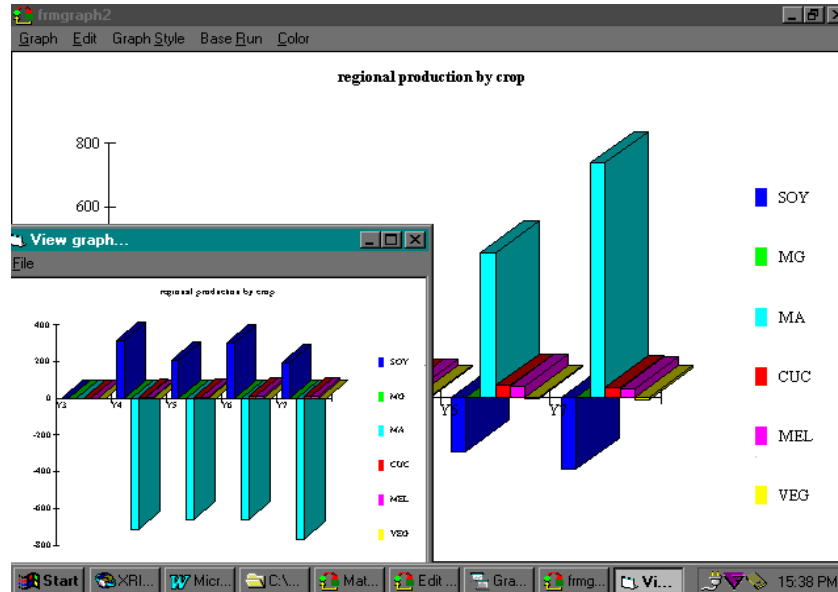 frmgraph2
Graph Edit Graph Style Base Run Color
regional production by crop
800
600
SOY
MG
MA
CUC
MEL
VEG
Y6 Y7
View graph...
File
regional production by crop
400
200
0
-200
-400
-600
-800
Y3 Y4 Y5 Y6 Y7
SOY
MG
MA
CUC
MEL
VEG
Start XRI... Micr... C:\... Mat... Edit ... Gra... frmg... Vi... 15:38 PM